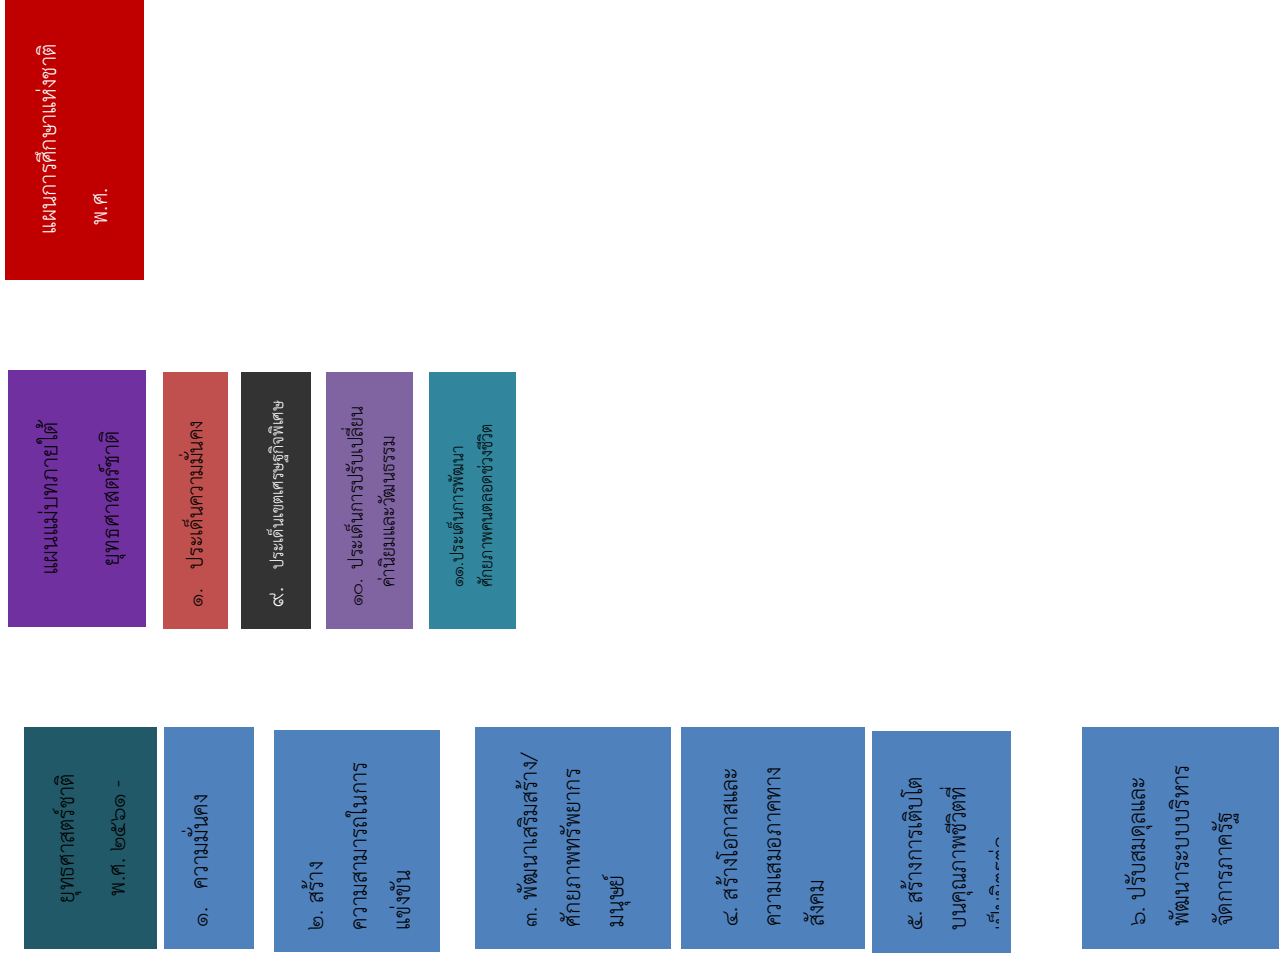 แผนการศึกษาแห่งชาติ
พ.ศ.
แผนแม่บทภายใต้
ยุทธศาสตร์ชาติ
๑. ประเด็นความมั่นคง
๙. ประเด็นเขตเศรษฐกิจพิเศษ
๑๐. ประเด็นการปรับเปลี่ยน
ค่านิยมและวัฒนธรรม
๑๑.ประเด็นการพัฒนา
ศักยภาพคนตลอดช่วงชีวิต
ยุทธศาสตร์ชาติ
พ.ศ. ๒๕๖๑ -
๑. ความมั่นคง
๒. สร้าง
ความสามารถในการ
แข่งขัน
๓. พัฒนาเสริมสร้าง/
ศักยภาพทรัพยากร
มนุษย์
๔. สร้างโอกาสและ
ความเสมอภาคทาง
สังคม
๕. สร้างการเติบโต
บนคุณภาพชีวิตที่
๖. ปรับสมดุลและ
พัฒนาระบบบริหาร
จัดการภาครัฐ